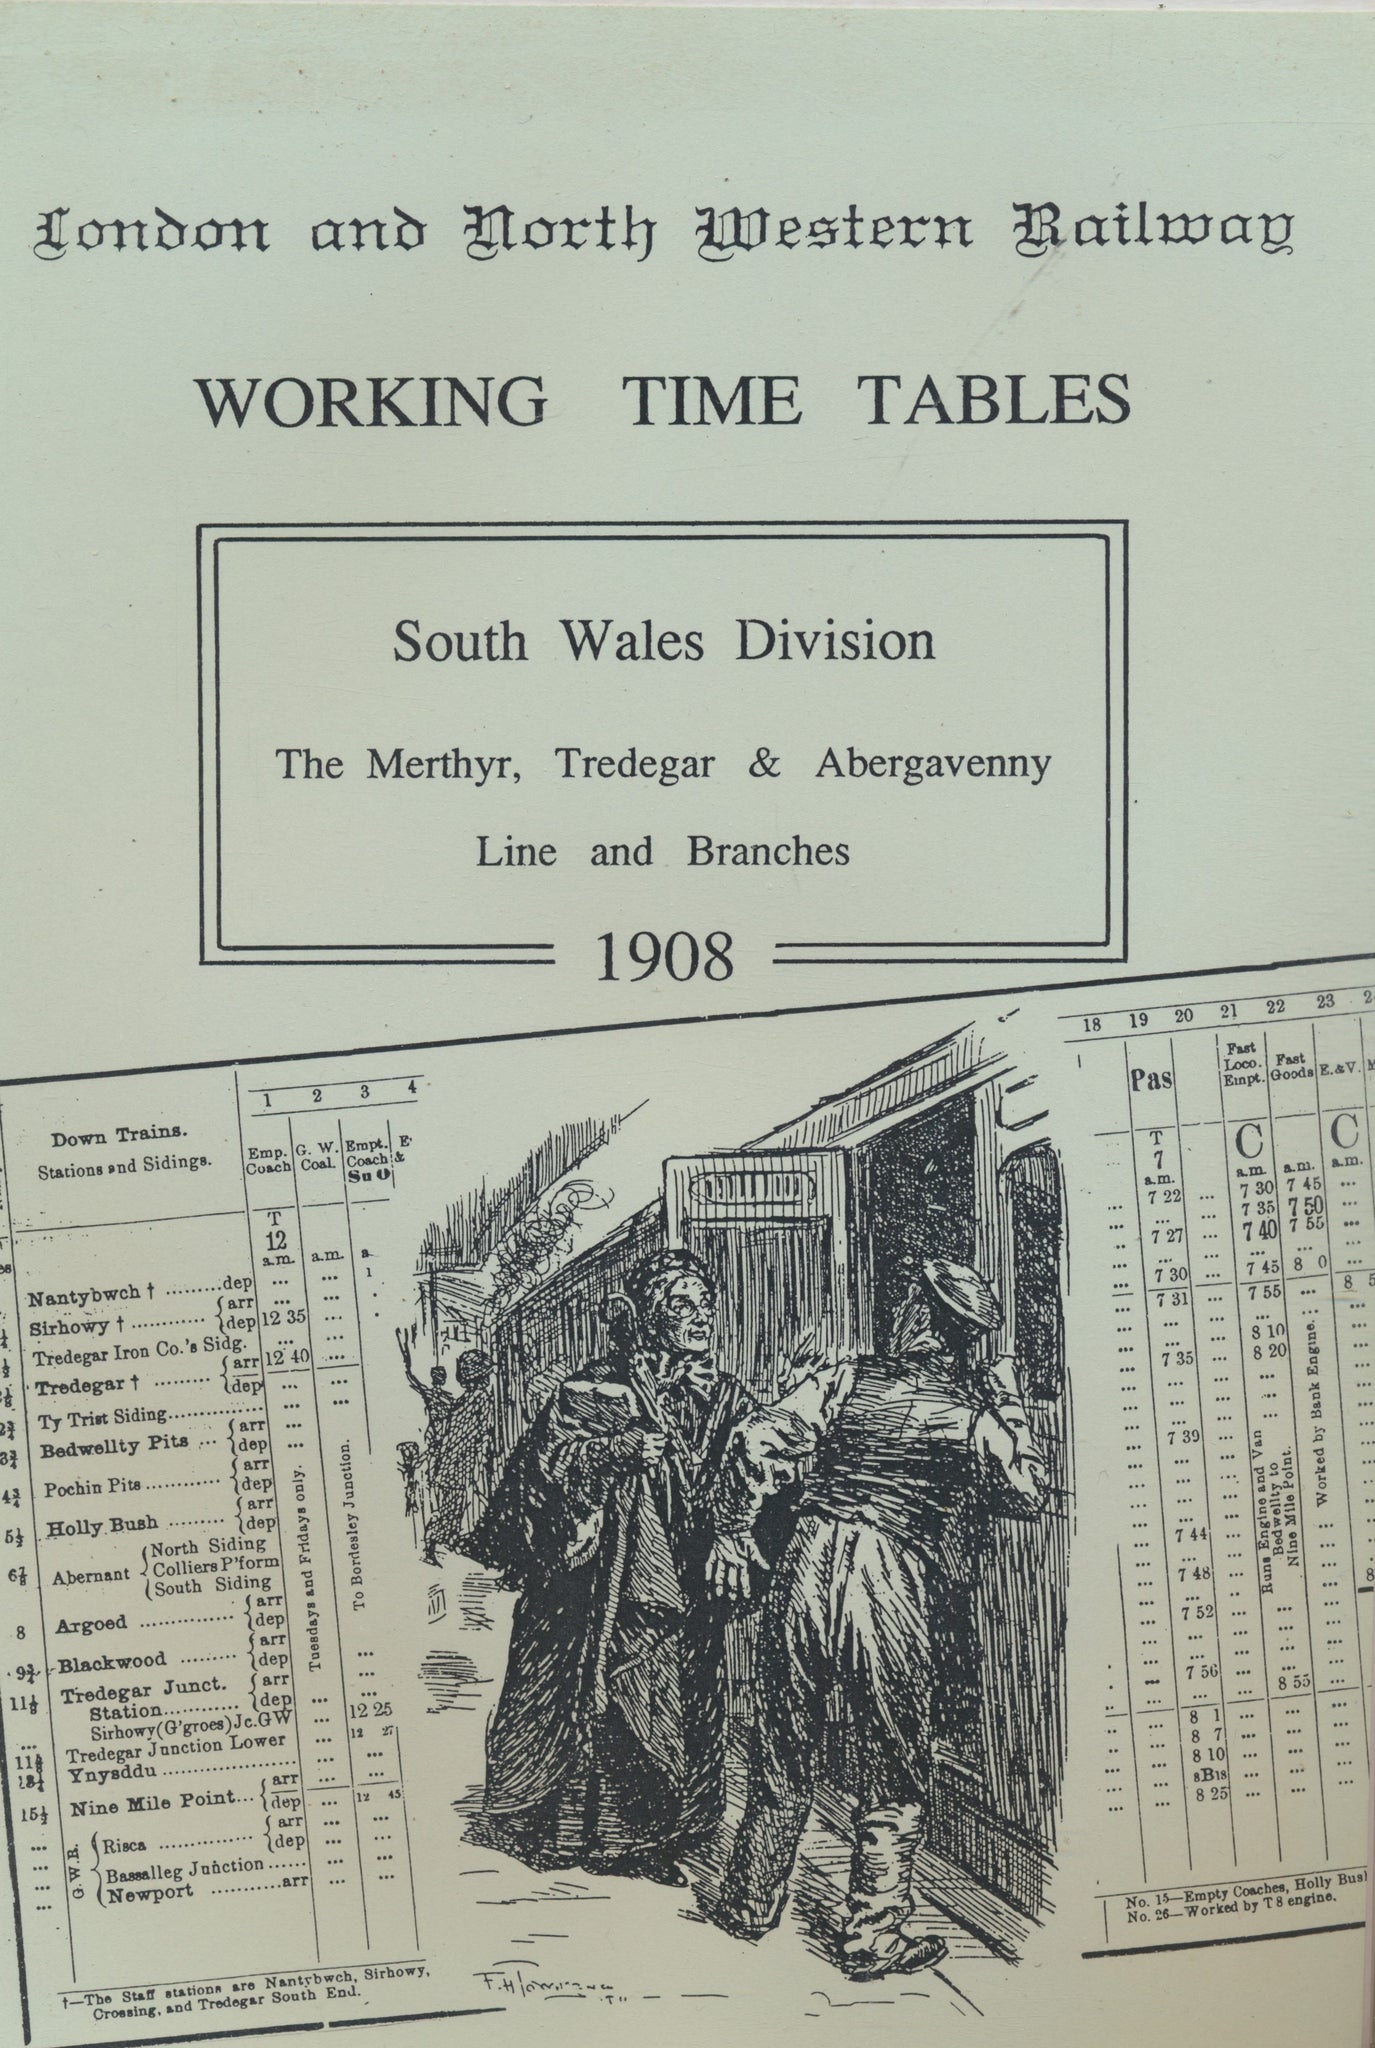 London and North Western Railway
WORKING TIME TABLES
South Wales Division
The Merthyr, Tredegar & Abergavenny
Line and Branches
1908
Down Trains.
Stations and Sidings.
1 2 3 4
Emp. Coach
G. W. Coal.
Empt. Coach Su O
E &
T
12
a.m. a.m. a
Nantybwch † ......... dep ... ... 1
Sirhowy † ............ { arr ... ...
{ dep 12 35 ...
Tredegar Iron Co.'s Sidg. ... ...
Tredegar † ......... { arr 12 40 ...
{ dep ... ...
Ty Trist Siding............... ... ...
Bedwellty Pits ... { arr ...
{ dep ...
Pochin Pits ........... { arr
{ dep
Holly Bush ......... { arr
{ dep
Abernant { North Siding
{ Colliers P'form
{ South Siding
Argoed .............. { arr
{ dep
Blackwood ......... { arr ...
{ dep ...
Tredegar Junct. { arr ...
Station........... { dep ... 12 25
Sirhowy (G'groes) Jc. GW ... 12 27
Tredegar Junction Lower ... ...
Ynysddu ................... ... ...
Nine Mile Point... { arr ... ...
{ dep ... 12 45
G.W.R.
Risca ............... { arr ... ...
{ dep ... ...
Bassalleg Junction ...... ... ...
Newport ............ arr ... ...
Tuesdays and Fridays only.
To Bordesley Junction.
5½
8
15½
†—The Staff stations are Nantybwch, Sirhowy,
Crossing, and Tredegar South End.
18 19 20 21 22 23
Pas
Fast Loco. Empt.
Fast Goods
E. & V.
T C C
7 a.m. a.m. a.m.
a.m. 7 30 7 45 ...
7 22 ... 7 35 7 50 ...
... ... 7 40 7 55 ...
7 27 ... ... ... ...
... ... 7 45 8 0 ...
7 30 ... 7 55 ... 8 5
7 31 ... ...
... ... 8 10
7 35 ... 8 20
7 39
7 44
7 48
7 52
7 56
8 55
8 1
8 7
8 10
8B18
8 25
Runs Engine and Van
Bedwellty to
Nine Mile Point.
Worked by Bank Engine.
No. 15—Empty Coaches, Holly Bush
No. 26—Worked by T 8 engine.